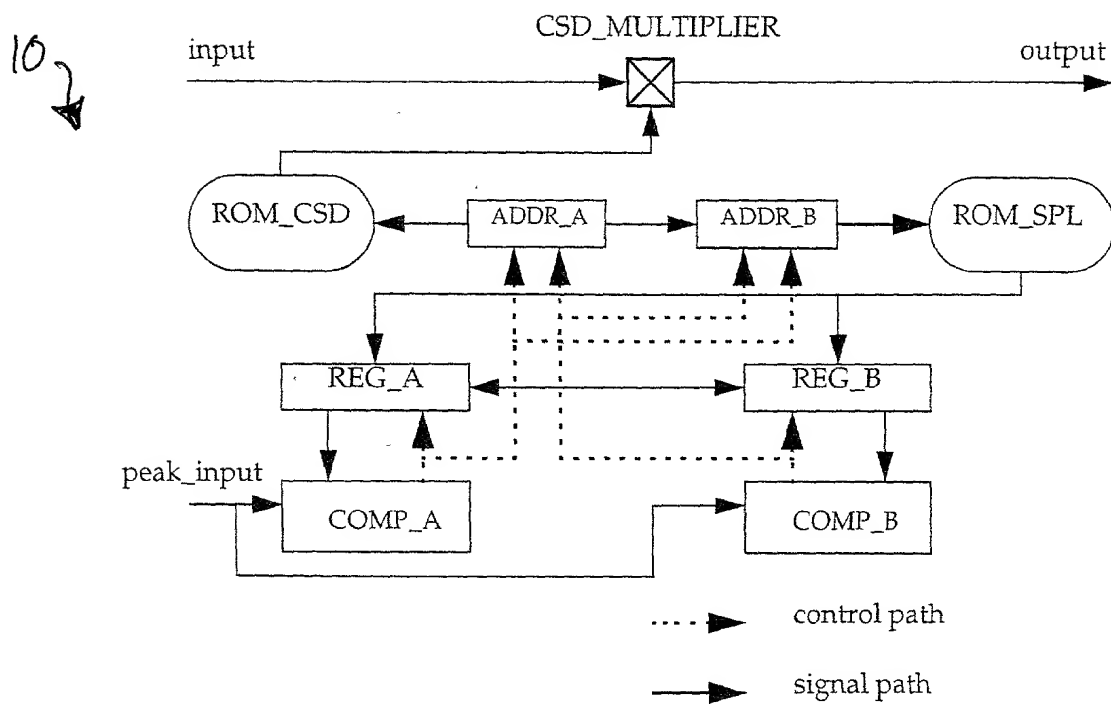 CSD_MULTIPLIER
10
input
output
ROM_CSD
ADDR_A
ADDR_B
ROM_SPL
REG_A
REG_B
peak_input
COMP_A
COMP_B
control path
signal path